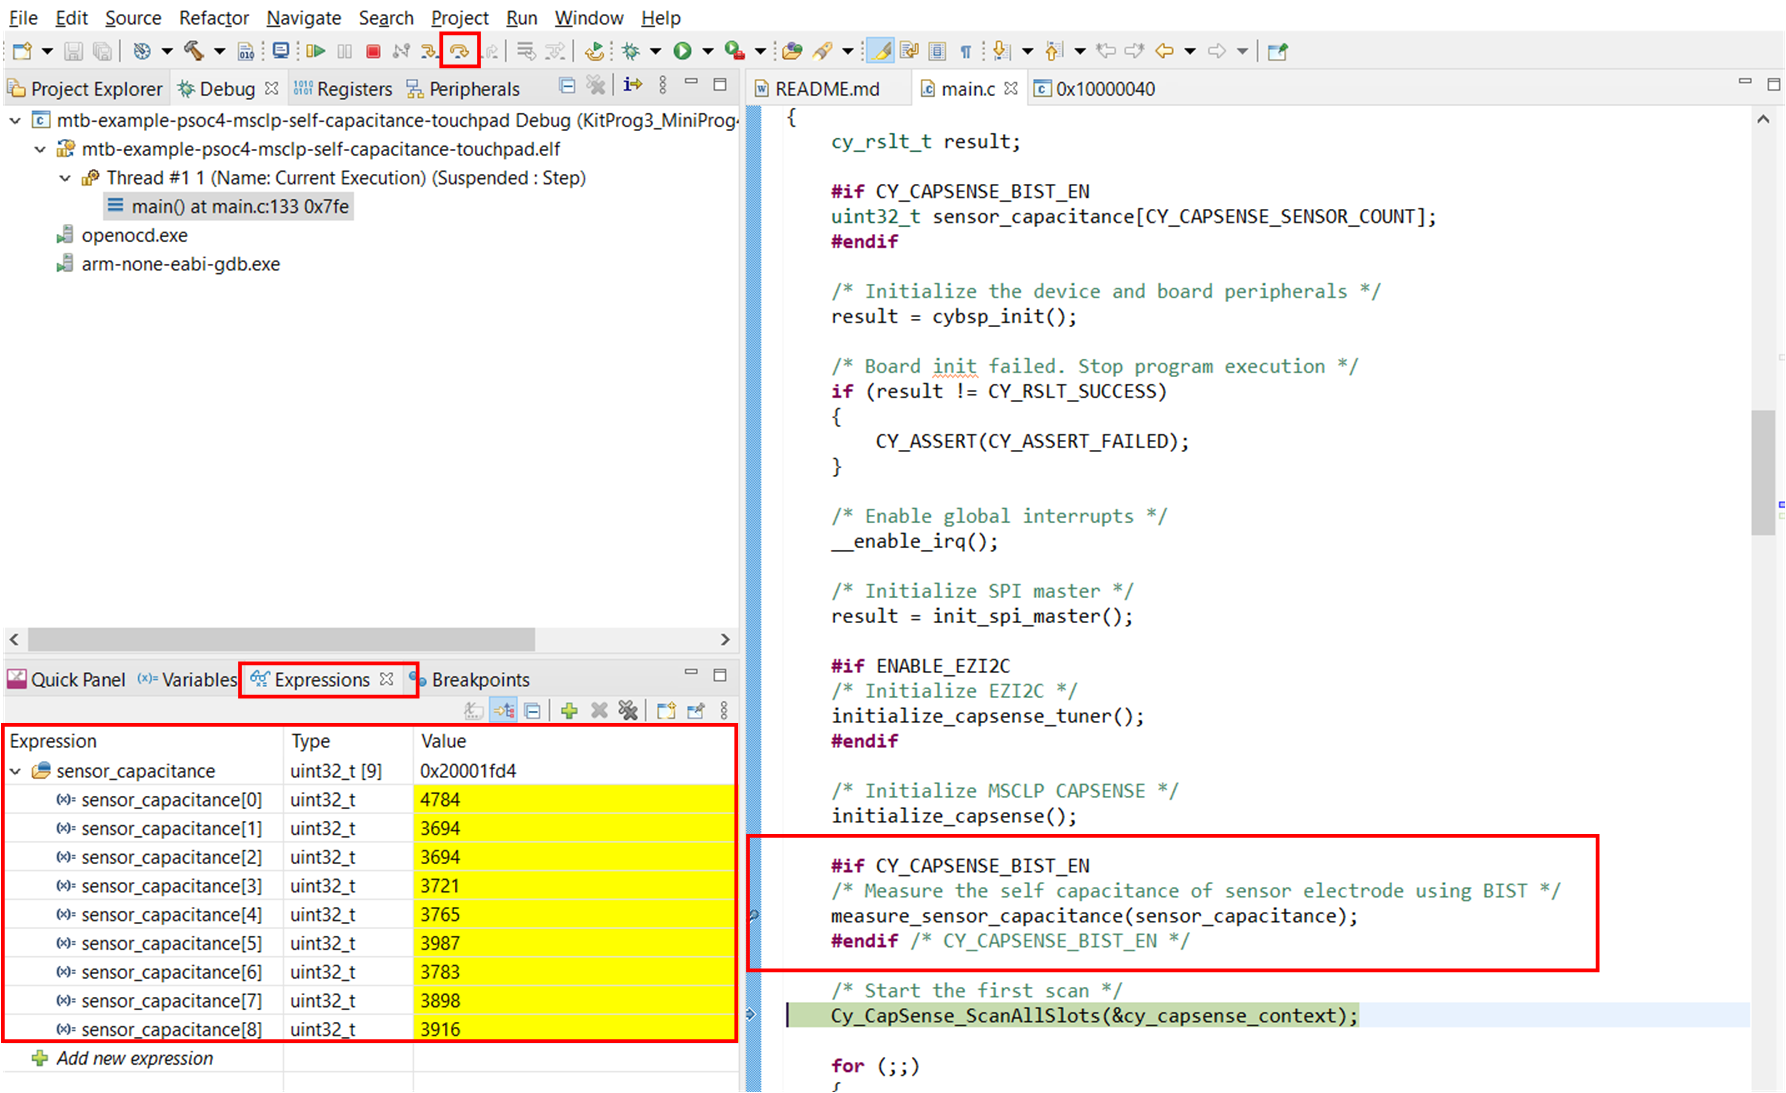 File Edit Source Refactor Navigate Search Project Run Window Help
Project Explorer Debug Registers Peripherals
mtb-example-psoc4-msclp-self-capacitance-touchpad Debug (KitProg3_MiniProg4
mtb-example-psoc4-msclp-self-capacitance-touchpad.elf
Thread #1 1 (Name: Current Execution) (Suspended : Step)
main() at main.c:133 0x7fe
openocd.exe
arm-none-eabi-gdb.exe
Quick Panel (x)= Variables Expressions Breakpoints
Expression Type Value
sensor_capacitance uint32_t [9] 0x20001fd4
(x)= sensor_capacitance[0] uint32_t 4784
(x)= sensor_capacitance[1] uint32_t 3694
(x)= sensor_capacitance[2] uint32_t 3694
(x)= sensor_capacitance[3] uint32_t 3721
(x)= sensor_capacitance[4] uint32_t 3765
(x)= sensor_capacitance[5] uint32_t 3987
(x)= sensor_capacitance[6] uint32_t 3783
(x)= sensor_capacitance[7] uint32_t 3898
(x)= sensor_capacitance[8] uint32_t 3916
Add new expression
README.md main.c 0x10000040
{
cy_rslt_t result;
#if CY_CAPSENSE_BIST_EN
uint32_t sensor_capacitance[CY_CAPSENSE_SENSOR_COUNT];
#endif
/* Initialize the device and board peripherals */
result = cybsp_init();
/* Board init failed. Stop program execution */
if (result != CY_RSLT_SUCCESS)
{
CY_ASSERT(CY_ASSERT_FAILED);
}
/* Enable global interrupts */
__enable_irq();
/* Initialize SPI master */
result = init_spi_master();
#if ENABLE_EZI2C
/* Initialize EZI2C */
initialize_capsense_tuner();
#endif
/* Initialize MSCLP CAPSENSE */
initialize_capsense();
#if CY_CAPSENSE_BIST_EN
/* Measure the self capacitance of sensor electrode using BIST */
measure_sensor_capacitance(sensor_capacitance);
#endif /* CY_CAPSENSE_BIST_EN */
/* Start the first scan */
Cy_CapSense_ScanAllSlots(&cy_capsense_context);
for (;;)
{